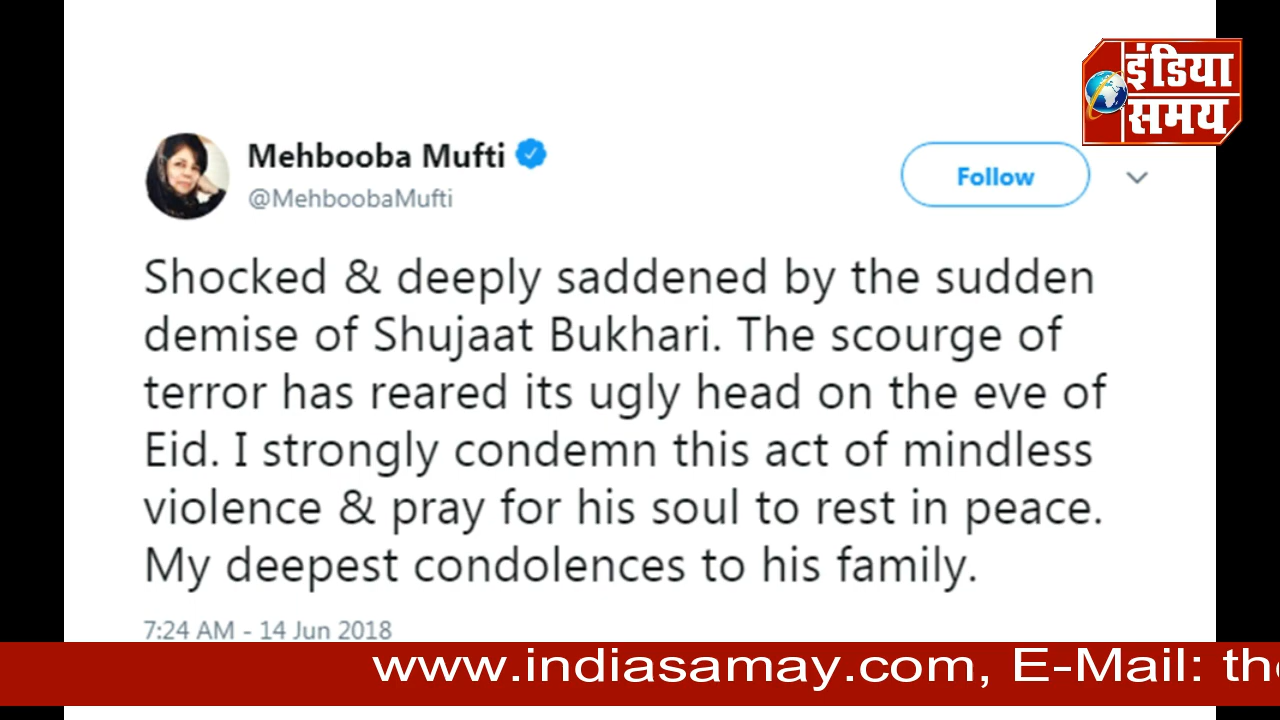 इंडिया
समय
Mehbooba Mufti
@MehboobaMufti
Follow
Shocked & deeply saddened by the sudden
demise of Shujaat Bukhari. The scourge of
terror has reared its ugly head on the eve of
Eid. I strongly condemn this act of mindless
violence & pray for his soul to rest in peace.
My deepest condolences to his family.
7:24 AM - 14 Jun 2018
www.indiasamay.com, E-Mail: